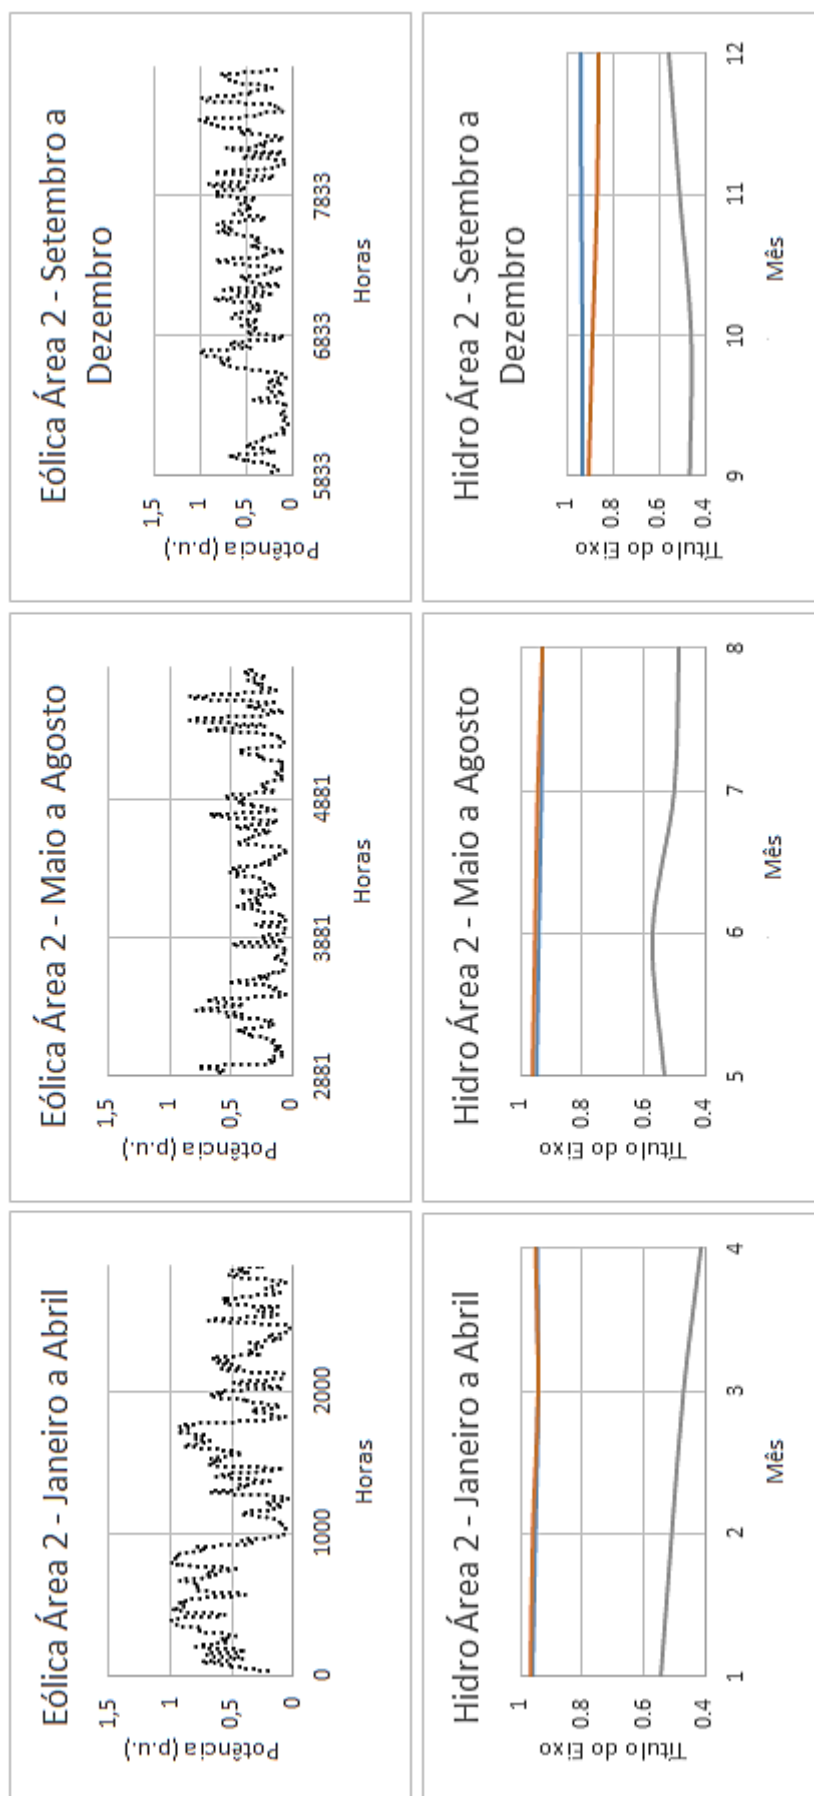 Eólica Área 2 - Janeiro a Abril
Potência (p.u.)
1,5
1
0,5
0
0 1000 2000
Horas
Eólica Área 2 - Maio a Agosto
Potência (p.u.)
1,5
1
0,5
0
2881 3881 4881
Horas
Eólica Área 2 - Setembro a
Dezembro
Potência (p.u.)
1,5
1
0,5
0
5833 6833 7833
Horas
Hidro Área 2 - Janeiro a Abril
Título do Eixo
1
0.8
0.6
0.4
1 2 3 4
Mês
Hidro Área 2 - Maio a Agosto
Título do Eixo
1
0.8
0.6
0.4
5 6 7 8
Mês
Hidro Área 2 - Setembro a
Dezembro
Título do Eixo
1
0.8
0.6
0.4
9 10 11 12
Mês